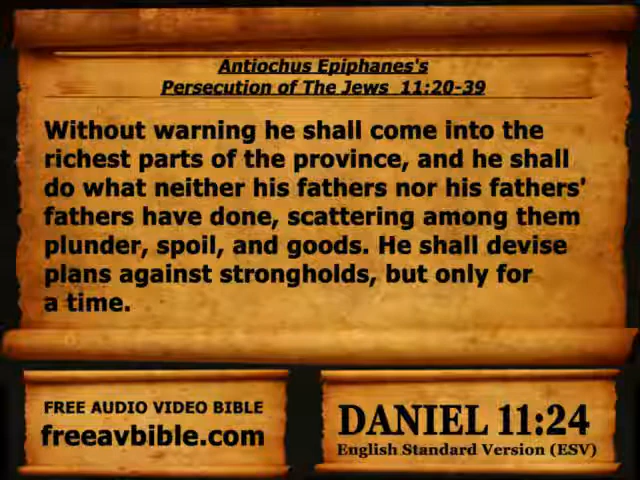 Antiochus Epiphanes's
Persecution of The Jews 11:20-39
Without warning he shall come into the
richest parts of the province, and he shall
do what neither his fathers nor his fathers'
fathers have done, scattering among them
plunder, spoil, and goods. He shall devise
plans against strongholds, but only for
a time.
FREE AUDIO VIDEO BIBLE
freeavbible.com
DANIEL 11:24
English Standard Version (ESV)